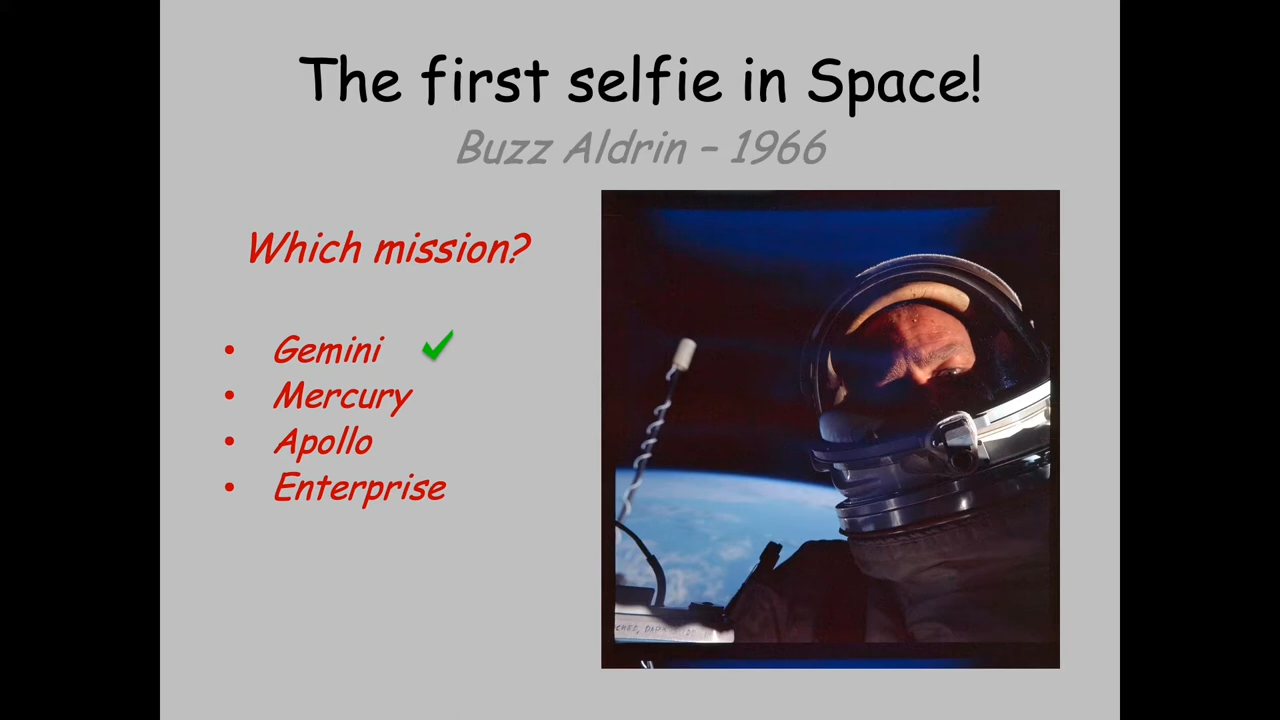 The first selfie in Space!
Buzz Aldrin – 1966
Which mission?
• Gemini ✓
• Mercury
• Apollo
• Enterprise